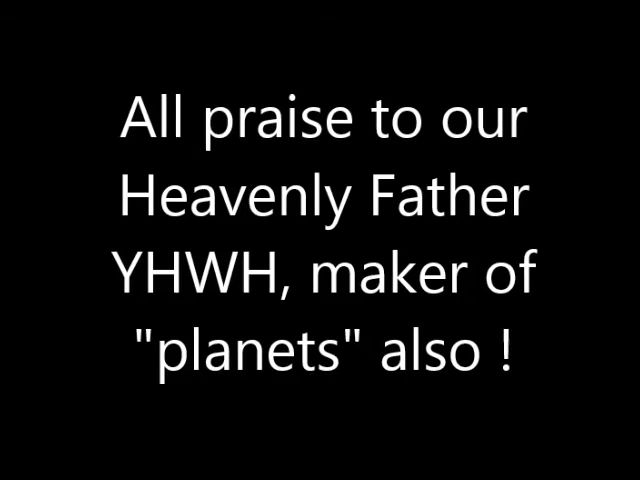 All praise to our
Heavenly Father
YHWH, maker of
"planets" also !